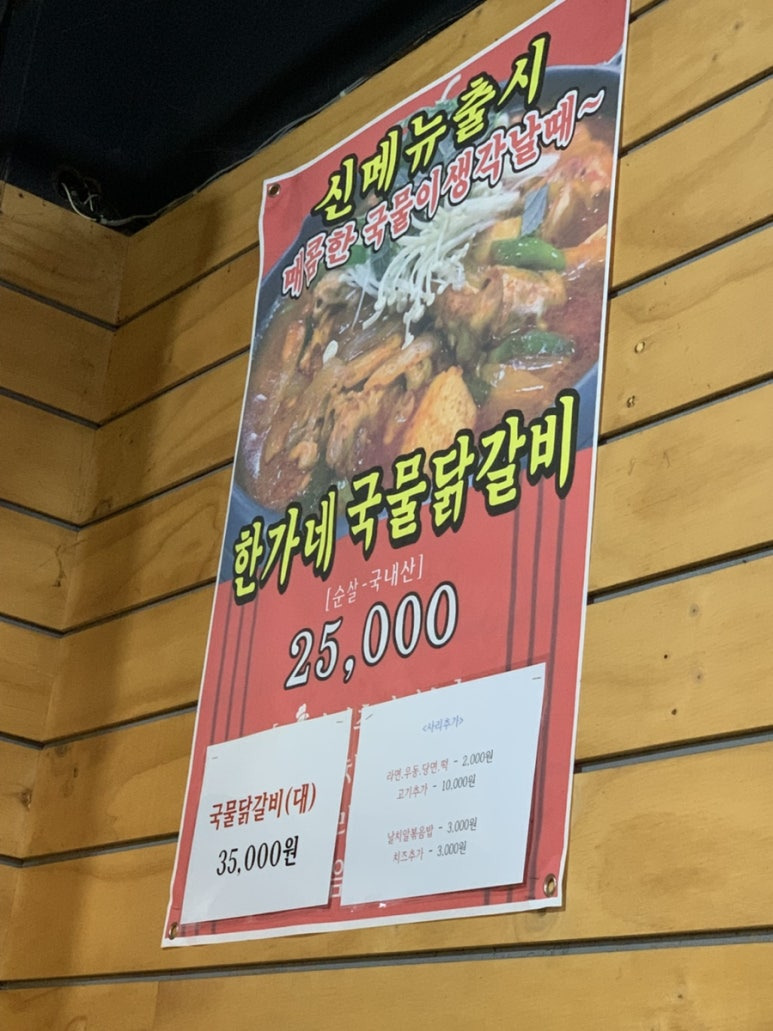 신메뉴출시
매콤한 국물이생각날때~
한가네 국물닭갈비
[순살-국내산]
25,000
국물닭갈비(대)
35,000원
<사리추가>
라면.우동.당면.떡 - 2,000원
고기추가 - 10,000원
날치알볶음밥 - 3,000원
치즈추가 - 3,000원